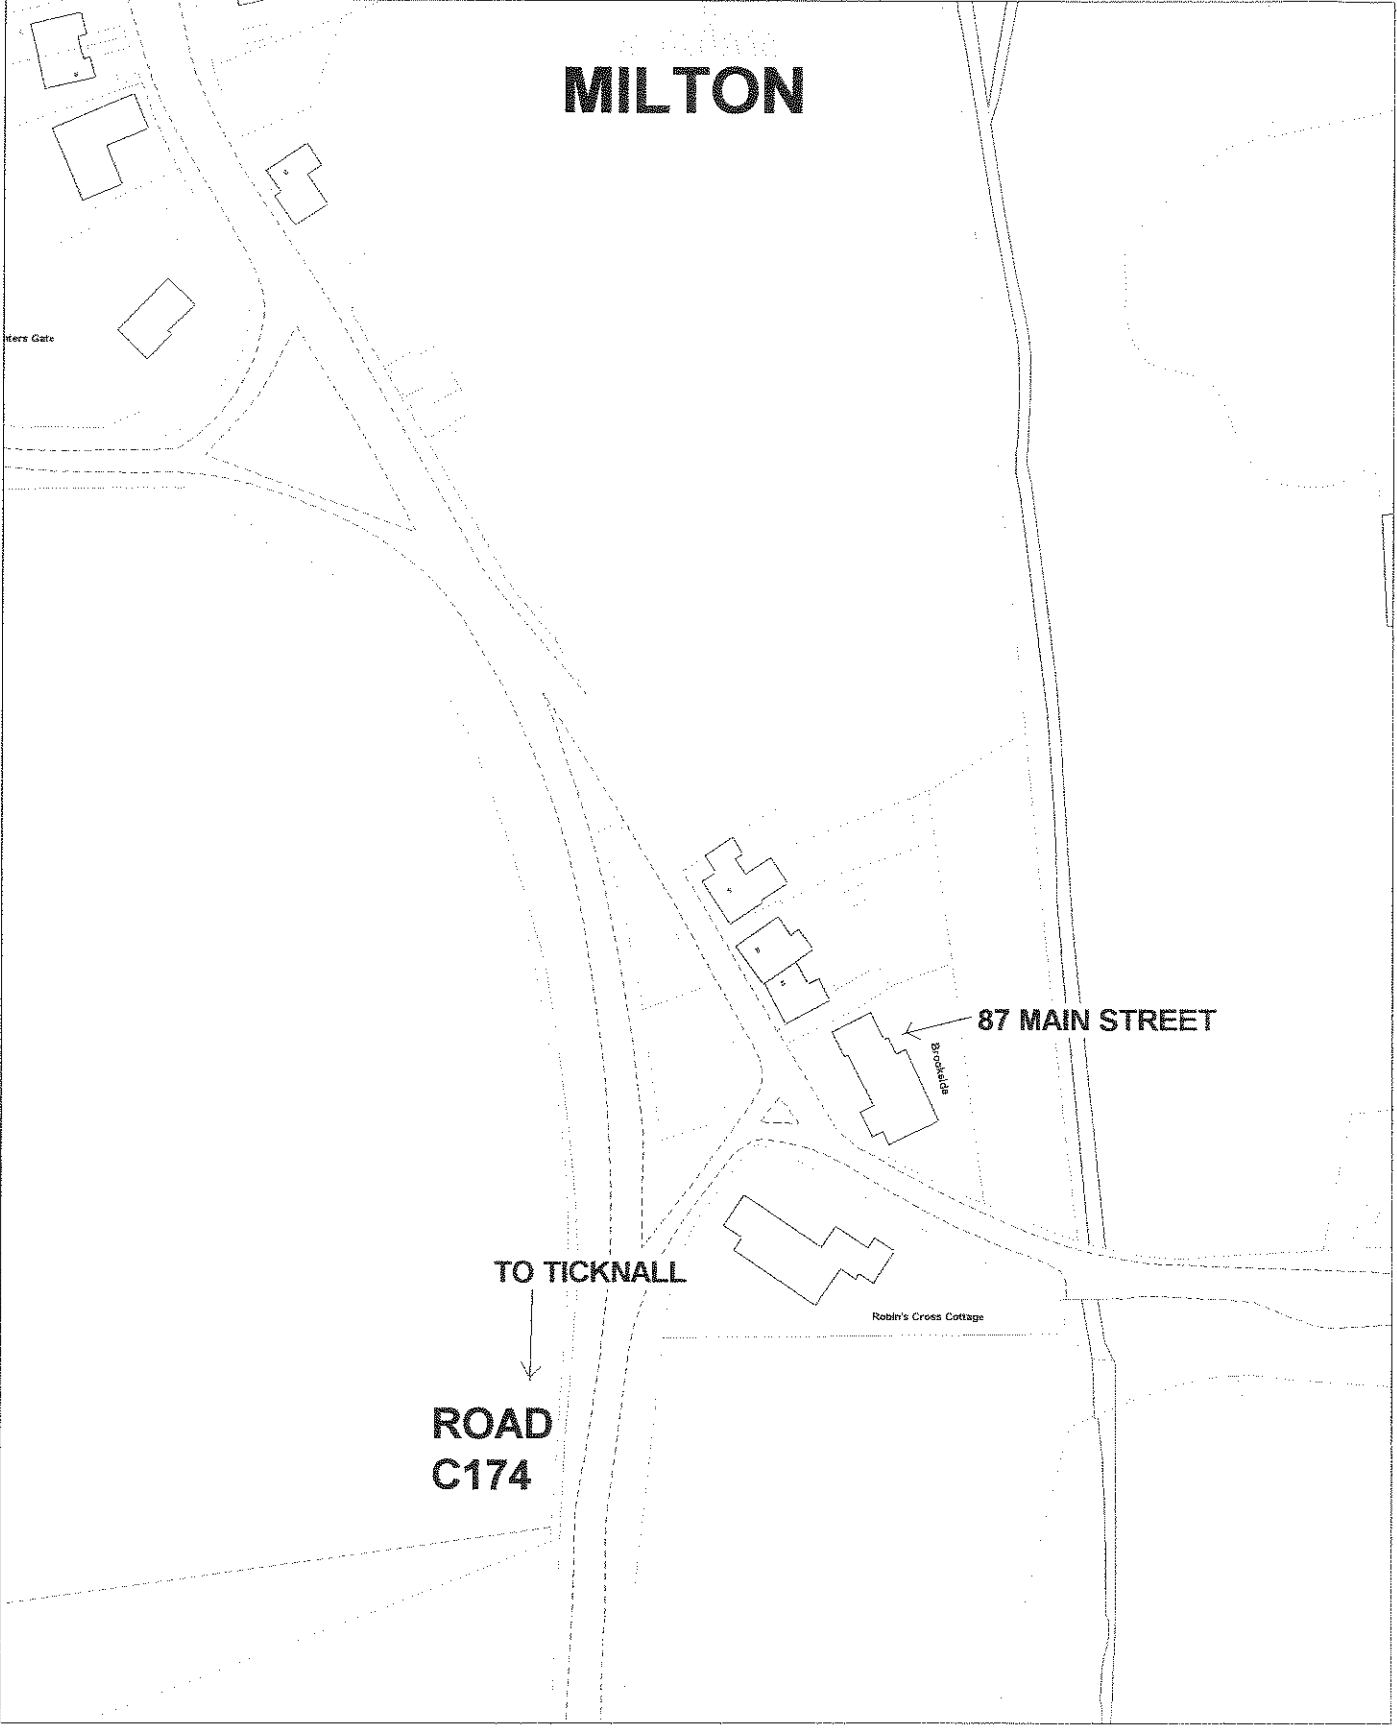 MILTON
ters Gate
87 MAIN STREET
Brookside
TO TICKNALL
Robin's Cross Cottage
ROAD
C174